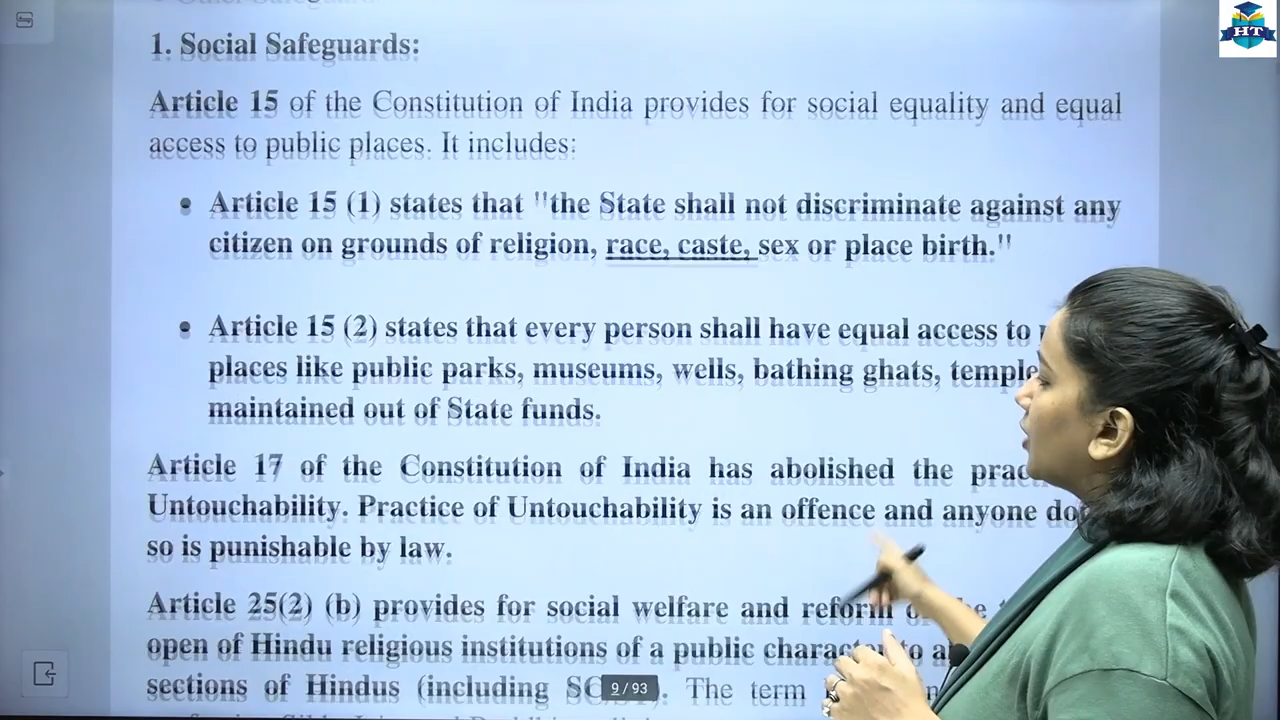 1. Social Safeguards:
Article 15 of the Constitution of India provides for social equality and equal
access to public places. It includes:
• Article 15 (1) states that "the State shall not discriminate against any
citizen on grounds of religion, race, caste, sex or place birth."
• Article 15 (2) states that every person shall have equal access to
places like public parks, museums, wells, bathing ghats, temple
maintained out of State funds.
Article 17 of the Constitution of India has abolished the
Untouchability. Practice of Untouchability is an offence and anyone
so is punishable by law.
Article 25(2) (b) provides for social welfare and reform
open of Hindu religious institutions of a public character to
sections of Hindus (including The term
9 / 93
HT